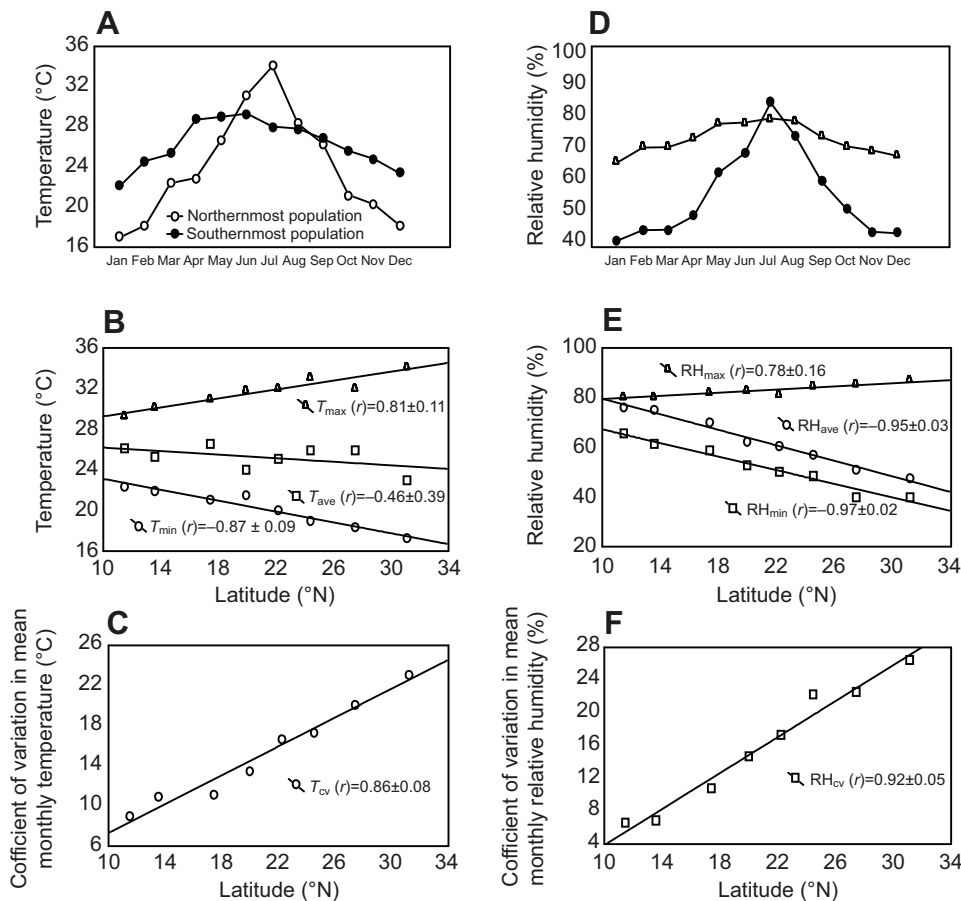 A
Temperature (°C)
36
32
28
24
20
16
Northernmost population
Southernmost population
Jan Feb Mar Apr May Jun Jul Aug Sep Oct Nov Dec
D
Relative humidity (%)
100
90
80
70
60
50
40
Jan Feb Mar Apr May Jun Jul Aug Sep Oct Nov Dec
B
Temperature (°C)
36
32
28
24
20
16
Tmax (r)=0.81±0.11
Tave (r)=–0.46±0.39
Tmin (r)=–0.87 ± 0.09
10 14 18 22 26 30 34
Latitude (°N)
E
Relative humidity (%)
100
80
60
40
20
RHmax (r)=0.78±0.16
RHave (r)=–0.95±0.03
RHmin (r)=–0.97±0.02
10 14 18 22 26 30 34
Latitude (°N)
C
Cofficient of variation in mean
monthly temperature (°C)
26
22
18
14
10
6
Tcv (r)=0.86±0.08
10 14 18 22 26 30 34
Latitude (°N)
F
Cofficient of variation in mean
monthly relative humidity (%)
28
24
20
16
12
8
4
RHcv (r)=0.92±0.05
10 14 18 22 26 30 34
Latitude (°N)